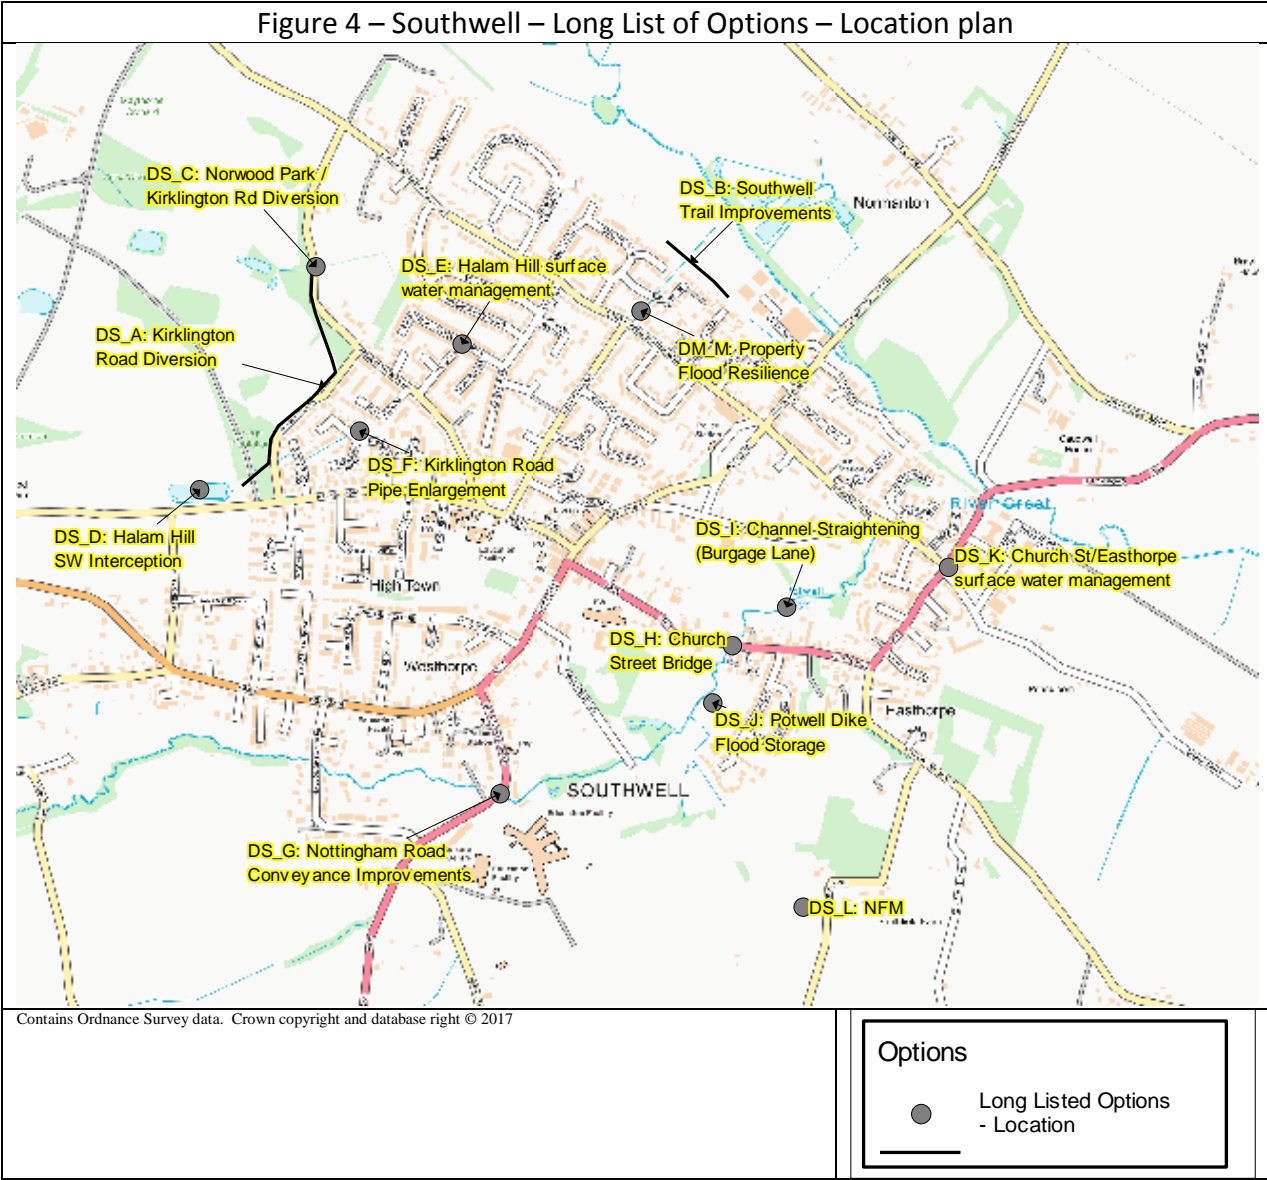 Figure 4 – Southwell – Long List of Options – Location plan
DS_C: Norwood Park /
Kirklington Rd Diversion
DS_B: Southwell
Trail Improvements
Normanton
DS_E: Halam Hill surface
water management
DS_A: Kirklington
Road Diversion
DM_M: Property
Flood Resilience
DS_F: Kirklington Road
Pipe Enlargement
River Greet
DS_D: Halam Hill
SW Interception
DS_I: Channel Straightening
(Burgage Lane)
DS_K: Church St/Easthorpe
surface water management
High Town
DS_H: Church
Street Bridge
Westhorpe
DS_J: Potwell Dike
Flood Storage
Easthorpe
SOUTHWELL
DS_G: Nottingham Road
Conveyance Improvements
DS_L: NFM
Contains Ordnance Survey data. Crown copyright and database right © 2017
Options
Long Listed Options
- Location